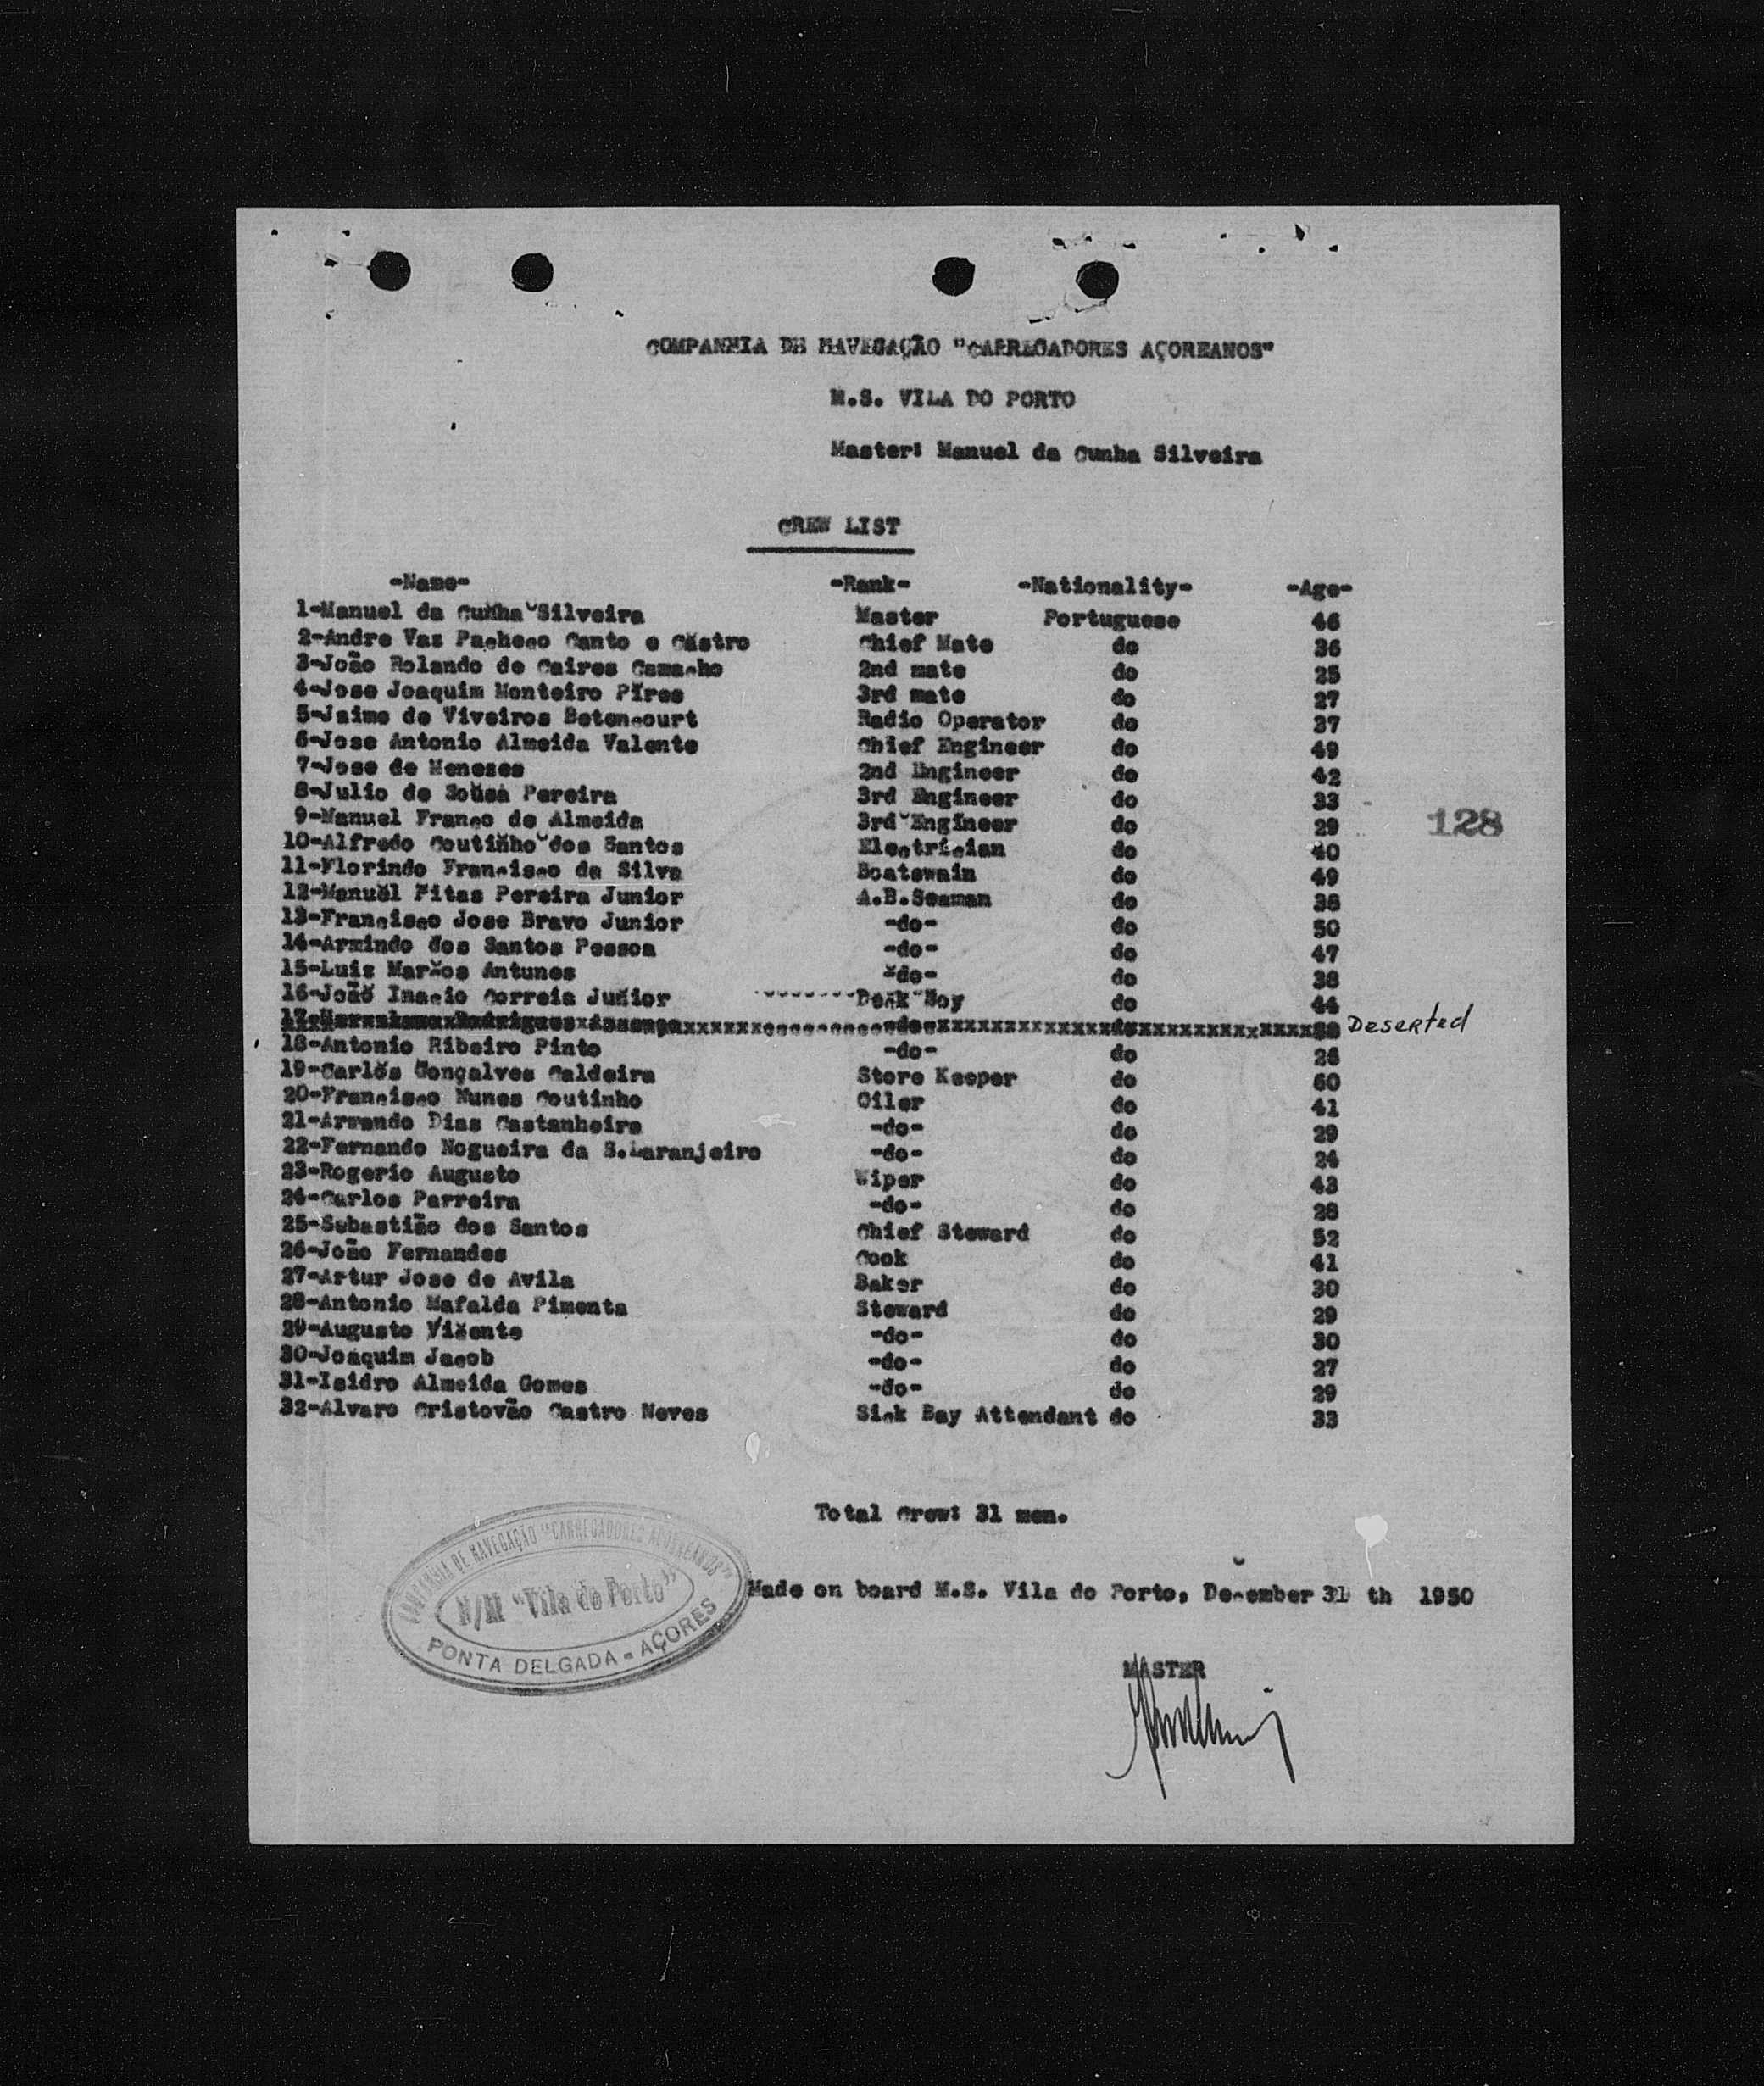 COMPANHIA DE NAVEGAÇÃO "CARREGADORES AÇOREANOS"
M.S. VILA DO PORTO
Master: Manuel da Cunha Silveira
CREW LIST
-Name- -Rank- -Nationality- -Age-
1-Manuel da Cunha Silveira Master Portuguese 46
2-Andre Vaz Pacheco Canto e Castro Chief Mate do 36
3-João Rolando de Caires Camacho 2nd mate do 25
4-Jose Joaquim Monteiro Pires 3rd mate do 27
5-Jaime de Viveiros Betencourt Radio Operator do 37
6-Jose Antonio Almeida Valente Chief Engineer do 49
7-Jose de Meneses 2nd Engineer do 42
8-Julio de Sousa Pereira 3rd Engineer do 33
9-Manuel Franco de Almeida 3rd Engineer do 29
10-Alfredo Coutinho dos Santos Electrician do 40
11-Florindo Francisco da Silva Boatswain do 49
12-Manuel Fitas Pereira Junior A.B.Seaman do 38
13-Francisco Jose Bravo Junior -do- do 50
14-Armindo dos Santos Pessoa -do- do 47
15-Luis Marcos Antunes -do- do 38
16-João Inacio Correia Junior Deck Boy do 44
17- Rodrigues -do- do Deserted
18-Antonio Ribeiro Pinto -do- do 26
19-Carlos Gonçalves Caldeira Store Keeper do 60
20-Francisco Nunes Coutinho Oiler do 41
21-Armando Dias Castanheira -do- do 29
22-Fernando Nogueira da S.Laranjeiro -do- do 24
23-Rogerio Augusto Wiper do 43
24-Carlos Parreira -do- do 28
25-Sebastião dos Santos Chief Steward do 52
26-João Fernandes Cook do 41
27-Artur Jose de Avila Baker do 30
28-Antonio Mafalda Pimenta Steward do 29
29-Augusto Vicente -do- do 30
30-Joaquim Jacob -do- do 27
31-Isidro Almeida Gomes -do- do 29
32-Alvaro Cristovão Castro Neves Sick Bay Attendant do 33
128
Total Crew: 31 men.
Made on board M.S. Vila do Porto, December 31 th 1950
MASTER
COMPANHIA DE NAVEGAÇÃO "CARREGADORES AÇOREANOS"
N/M "Vila do Porto"
PONTA DELGADA - AÇORES